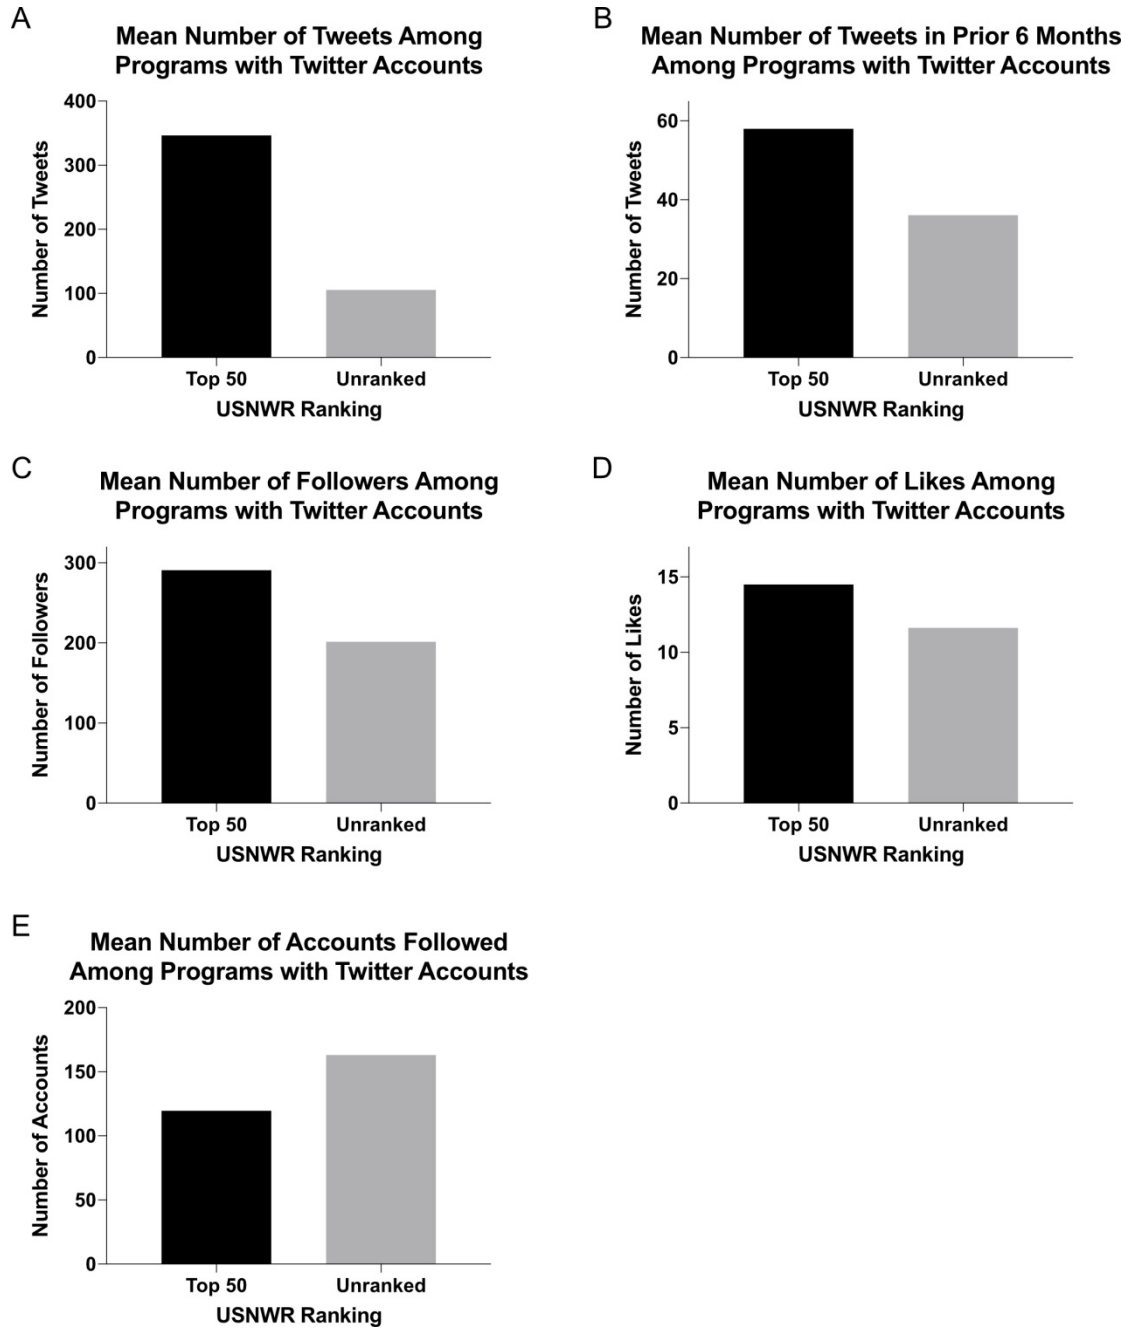 A
Mean Number of Tweets Among
Programs with Twitter Accounts
Number of Tweets
400
300
200
100
0
Top 50
Unranked
USNWR Ranking
B
Mean Number of Tweets in Prior 6 Months
Among Programs with Twitter Accounts
Number of Tweets
60
40
20
0
Top 50
Unranked
USNWR Ranking
C
Mean Number of Followers Among
Programs with Twitter Accounts
Number of Followers
300
200
100
0
Top 50
Unranked
USNWR Ranking
D
Mean Number of Likes Among
Programs with Twitter Accounts
Number of Likes
15
10
5
0
Top 50
Unranked
USNWR Ranking
E
Mean Number of Accounts Followed
Among Programs with Twitter Accounts
Number of Accounts
200
150
100
50
0
Top 50
Unranked
USNWR Ranking